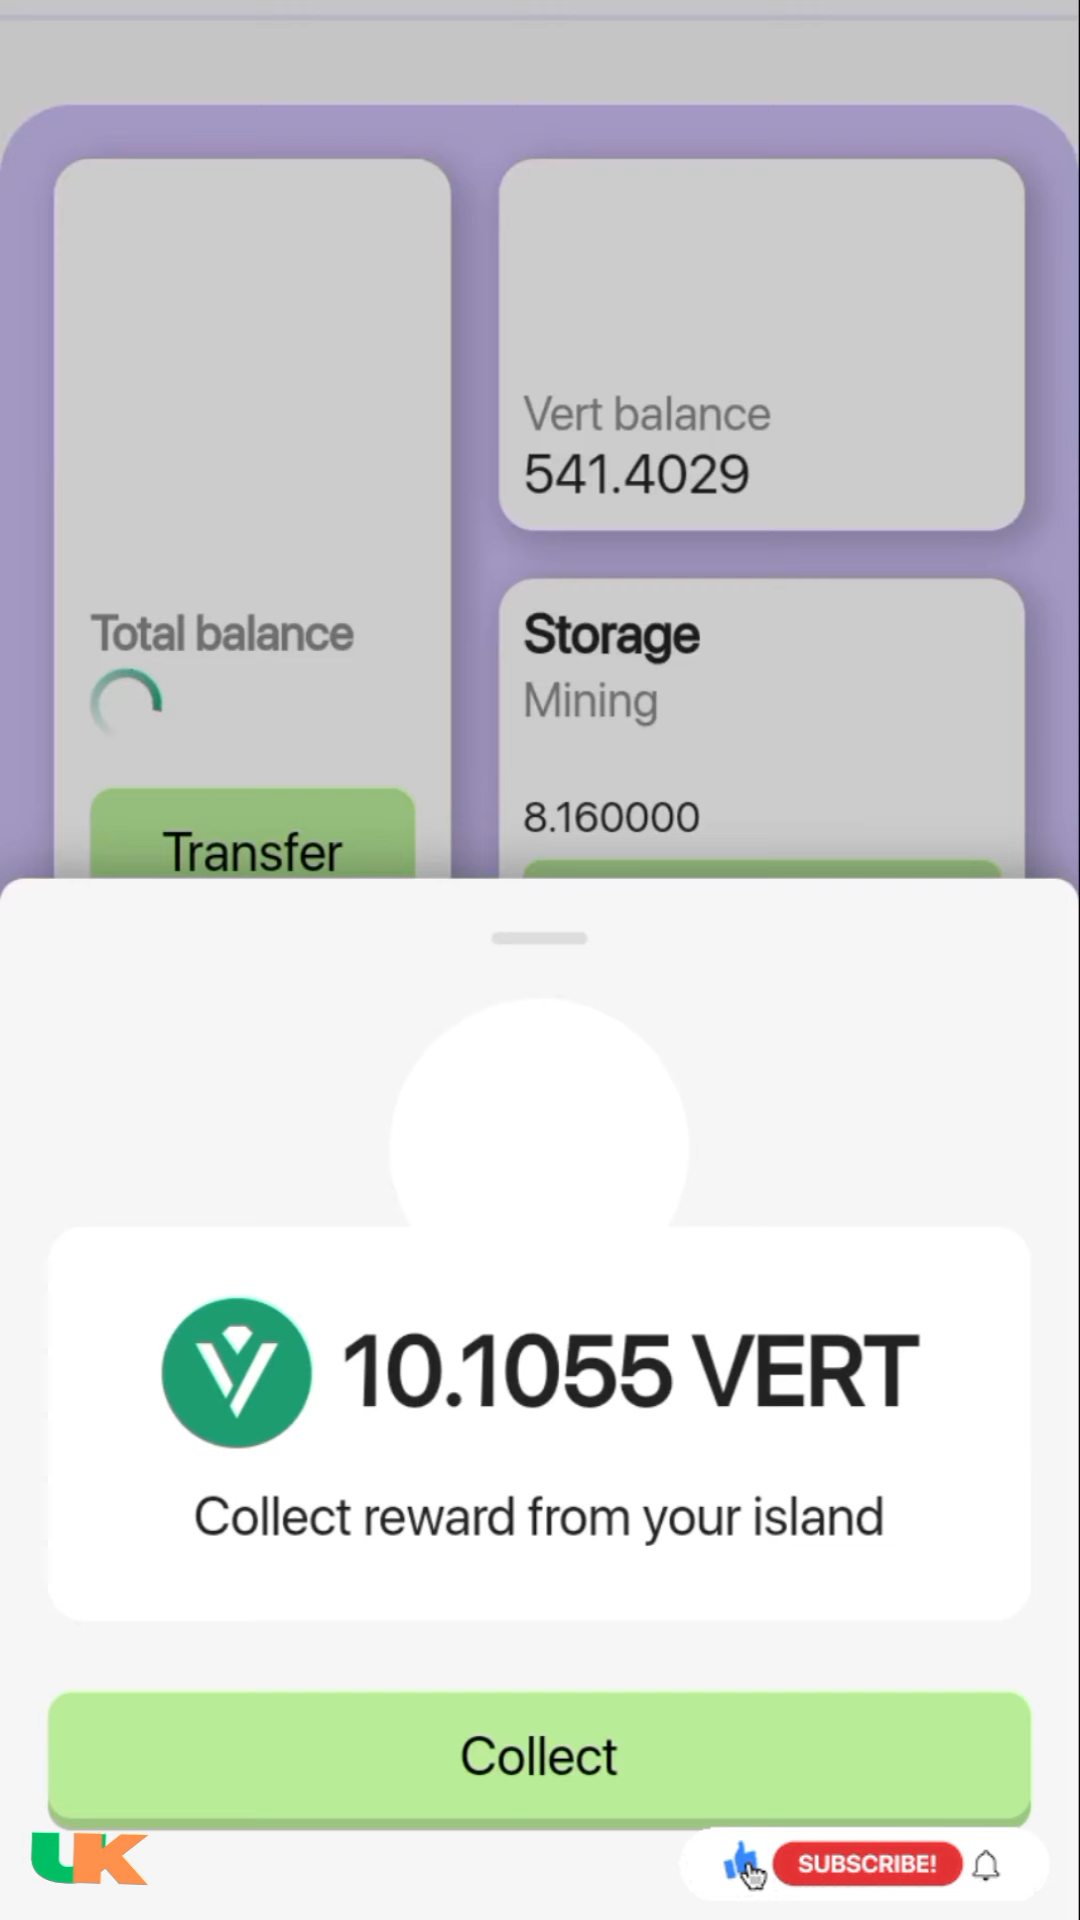 Vert balance
541.4029
Total balance
Storage
Mining
8.160000
Transfer
10.1055 VERT
Collect reward from your island
Collect
UK
SUBSCRIBE!